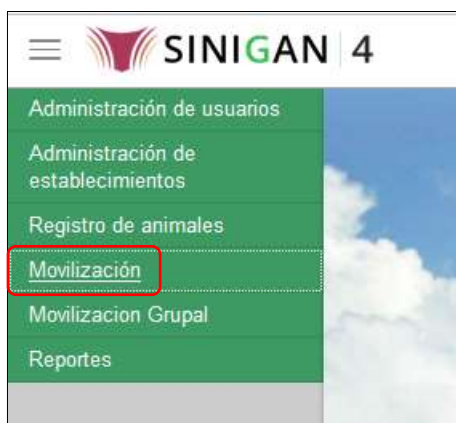 SINIGAN 4
Administración de usuarios
Administración de
establecimientos
Registro de animales
Movilización
Movilizacion Grupal
Reportes